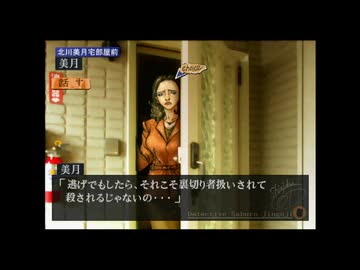 北川美月宅部屋前
美月
話す
美月
「逃げでもしたら、それこそ裏切り者扱いされて
殺されるじゃないの・・・」
Detective Saburo Jinguji